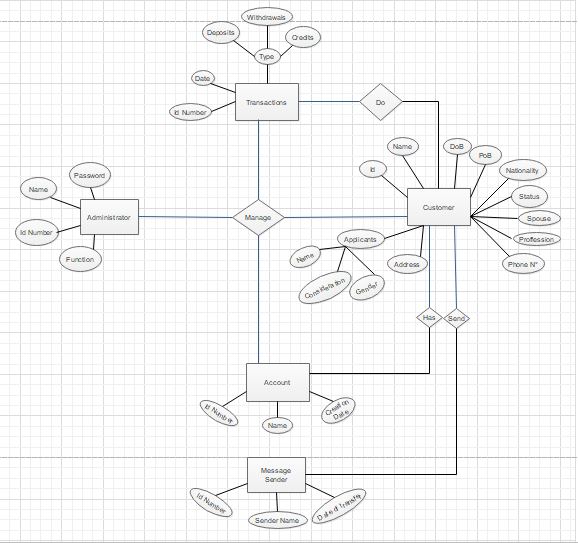 Withdrawals
Deposits
Credits
Type
Date
Transactions
Id Number
Do
Name
DoB
PoB
Id
Nationality
Password
Name
Status
Administrator
Manage
Customer
Spouse
Id Number
Applicants
Profession
Name
Address
Phone N°
Function
Consideration
Gender
Has
Send
Account
Id Number
Creation
Date
Name
Message
Sender
Id Number
Sender Name
Date of Transfer